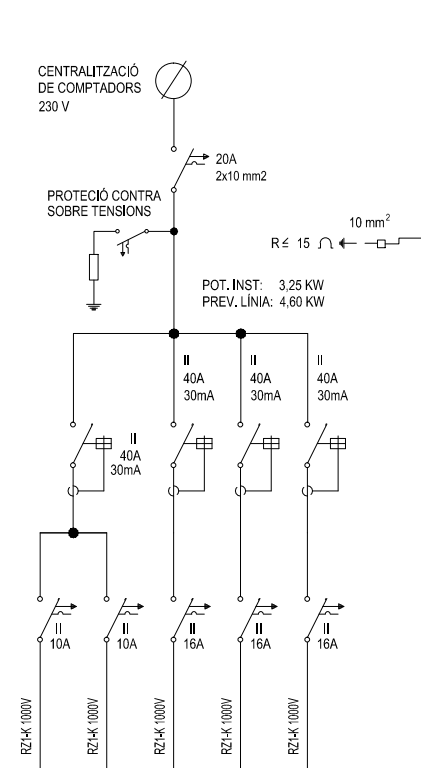 CENTRALITZACIÓ
DE COMPTADORS
230 V
20A
2x10 mm2
PROTECIÓ CONTRA
SOBRE TENSIONS
10 mm²
R≤ 15
POT. INST: 3,25 KW
PREV. LÍNIA: 4,60 KW
II
40A
30mA
II
40A
30mA
II
40A
30mA
II
40A
30mA
II
10A
II
10A
II
16A
II
16A
II
16A
RZ1-K 1000V
RZ1-K 1000V
RZ1-K 1000V
RZ1-K 1000V
RZ1-K 1000V